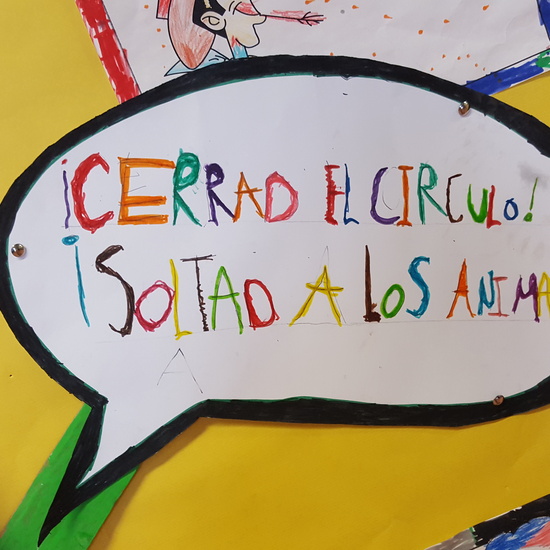 ¡CERRAD EL CIRCULO!
¡SOLTAD A LOS ANIMA
A